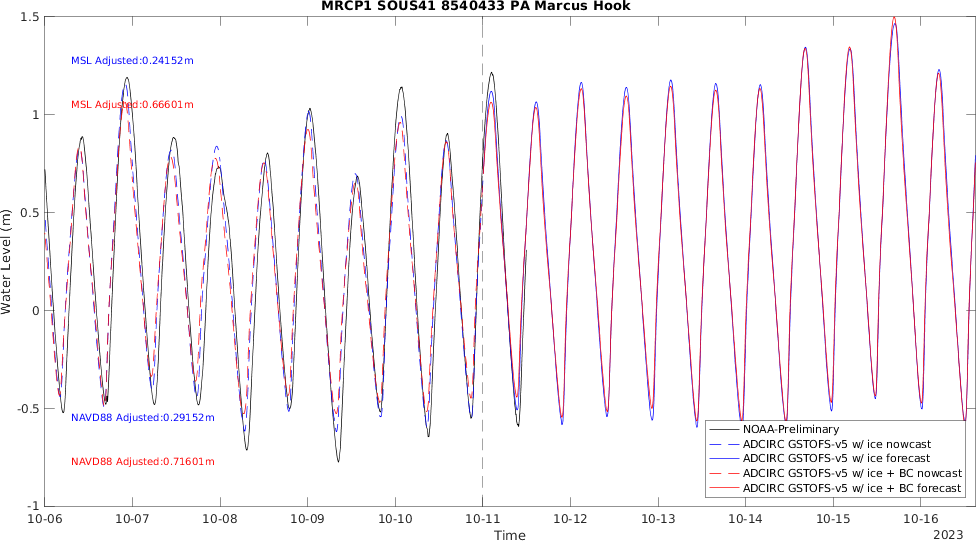 MRCP1 SOUS41 8540433 PA Marcus Hook
1.5
MSL Adjusted:0.24152m
MSL Adjusted:0.66601m
1
0.5
Water Level (m)
0
-0.5
NAVD88 Adjusted:0.29152m
NAVD88 Adjusted:0.71601m
NOAA-Preliminary
ADCIRC GSTOFS-v5 w/ ice nowcast
ADCIRC GSTOFS-v5 w/ ice forecast
ADCIRC GSTOFS-v5 w/ ice + BC nowcast
ADCIRC GSTOFS-v5 w/ ice + BC forecast
-1
10-06 10-07 10-08 10-09 10-10 10-11 10-12 10-13 10-14 10-15 10-16
Time
2023